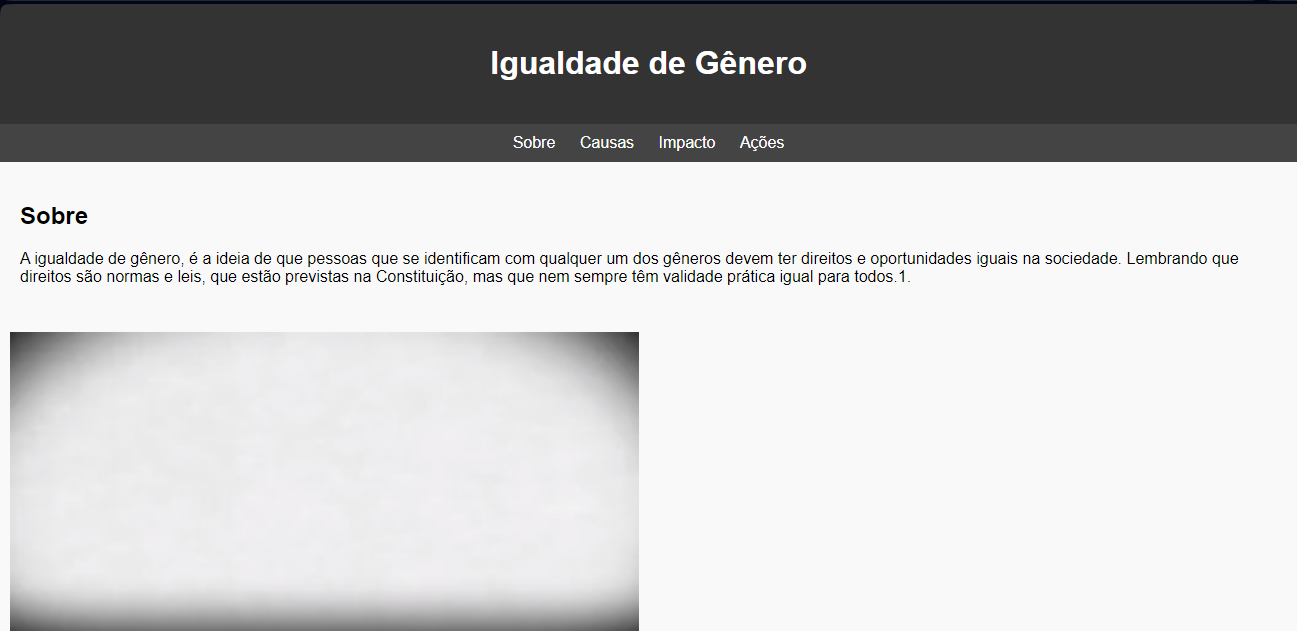 Igualdade de Gênero
Sobre Causas Impacto Ações
Sobre
A igualdade de gênero, é a ideia de que pessoas que se identificam com qualquer um dos gêneros devem ter direitos e oportunidades iguais na sociedade. Lembrando que
direitos são normas e leis, que estão previstas na Constituição, mas que nem sempre têm validade prática igual para todos.1.